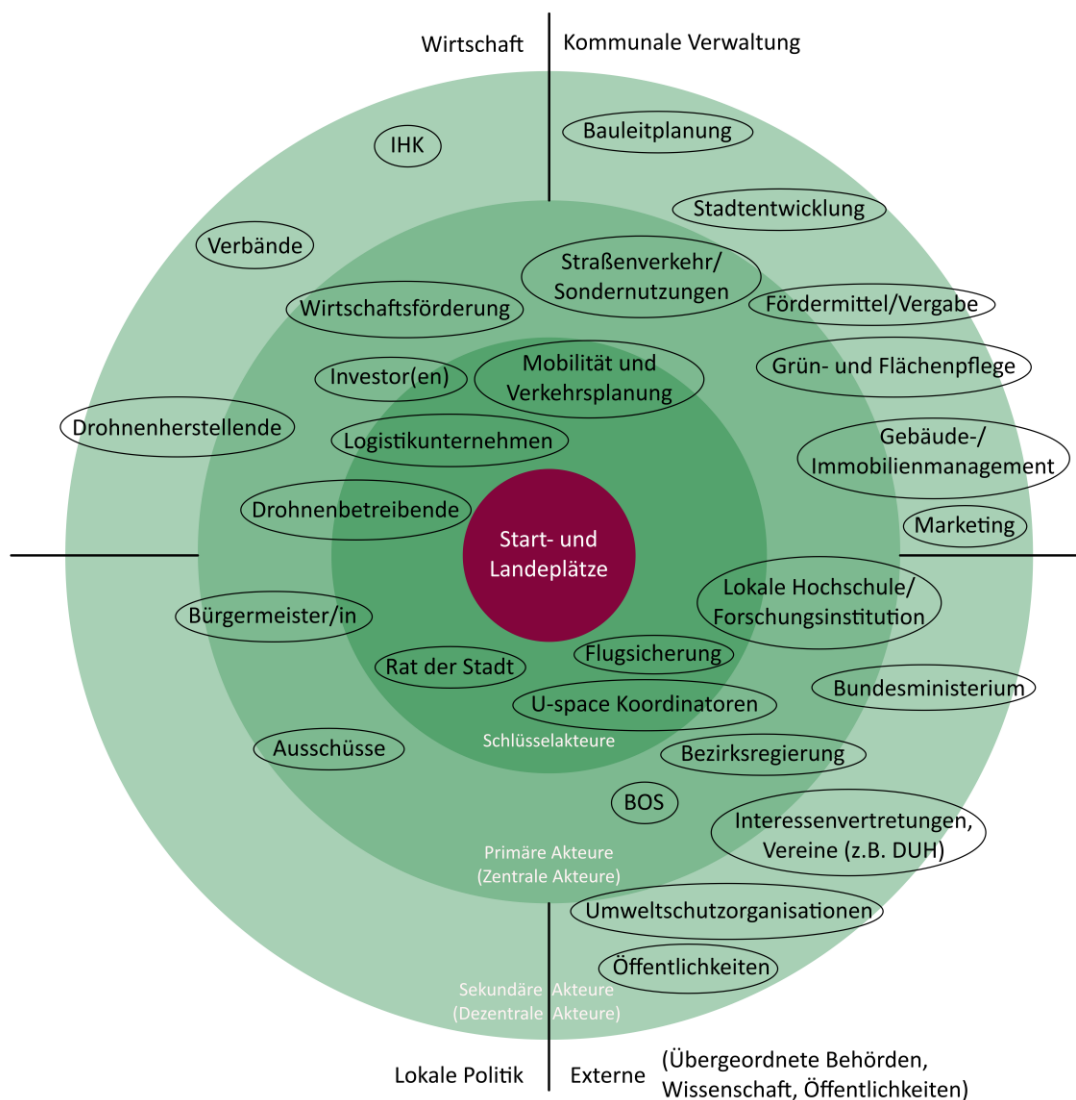 Wirtschaft
Kommunale Verwaltung
IHK
Bauleitplanung
Verbände
Stadtentwicklung
Straßenverkehr/
Sondernutzungen
Wirtschaftsförderung
Fördermittel/Vergabe
Investor(en)
Mobilität und
Verkehrsplanung
Grün- und Flächenpflege
Drohnenherstellende
Logistikunternehmen
Gebäude-/
Immobilienmanagement
Drohnenbetreibende
Marketing
Start- und
Landeplätze
Bürgermeister/in
Lokale Hochschule/
Forschungsinstitution
Rat der Stadt
Flugsicherung
Bundesministerium
U-space Koordinatoren
Schlüsselakteure
Ausschüsse
Bezirksregierung
BOS
Interessenvertretungen,
Vereine (z.B. DUH)
Primäre Akteure
(Zentrale Akteure)
Umweltschutzorganisationen
Öffentlichkeiten
Sekundäre Akteure
(Dezentrale Akteure)
Lokale Politik
Externe
(Übergeordnete Behörden,
Wissenschaft, Öffentlichkeiten)